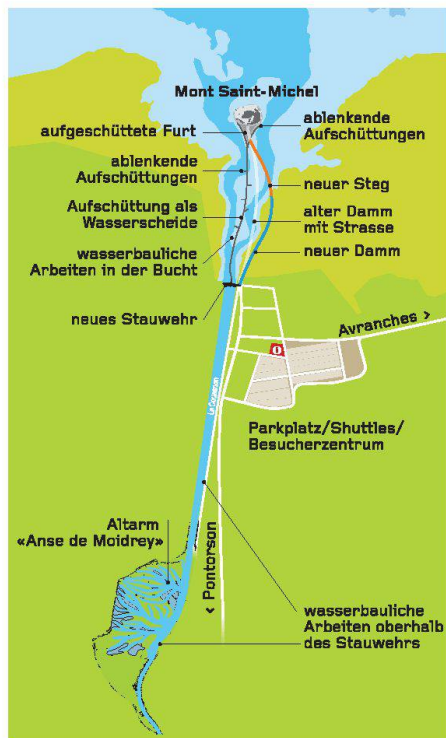 Mont Saint-Michel
aufgeschüttete Furt
ablenkende
Aufschüttungen
ablenkende
Aufschüttungen
neuer Steg
Aufschüttung als
Wasserscheide
alter Damm
mit Strasse
wasserbauliche
Arbeiten in der Bucht
neuer Damm
neues Stauwehr
Avranches >
i
Le Couesnon
Parkplatz/Shuttles/
Besucherzentrum
Altarm
«Anse de Moidrey»
< Pontorson
wasserbauliche
Arbeiten oberhalb
des Stauwehrs